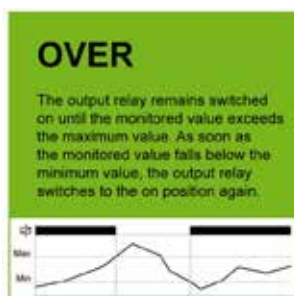 OVER
The output relay remains switched
on until the monitored value exceeds
the maximum value. As soon as
the monitored value falls below the
minimum value, the output relay
switches to the on position again.
Max
Min